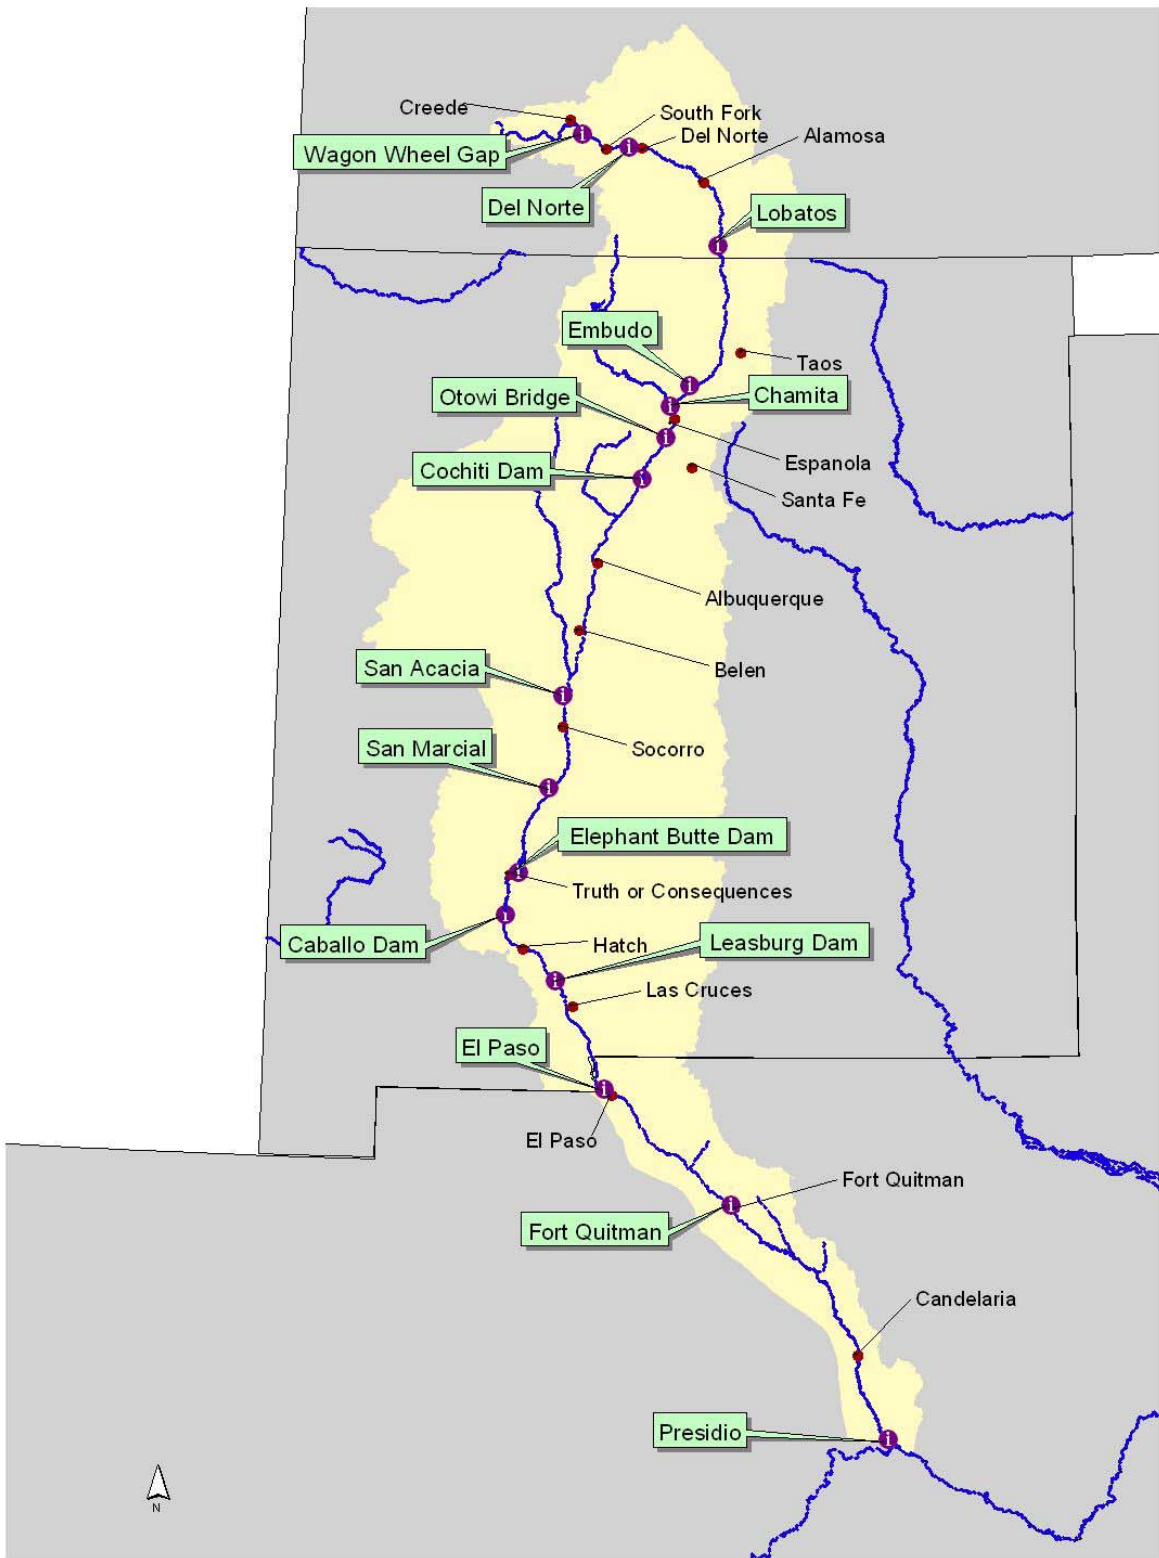 Creede
South Fork
Del Norte
Alamosa
Wagon Wheel Gap
Del Norte
Lobatos
Embudo
Taos
Otowi Bridge
Chamita
Espanola
Cochiti Dam
Santa Fe
Albuquerque
San Acacia
Belen
San Marcial
Socorro
Elephant Butte Dam
Truth or Consequences
Caballo Dam
Hatch
Leasburg Dam
Las Cruces
El Paso
El Paso
Fort Quitman
Fort Quitman
Candelaria
Presidio
N